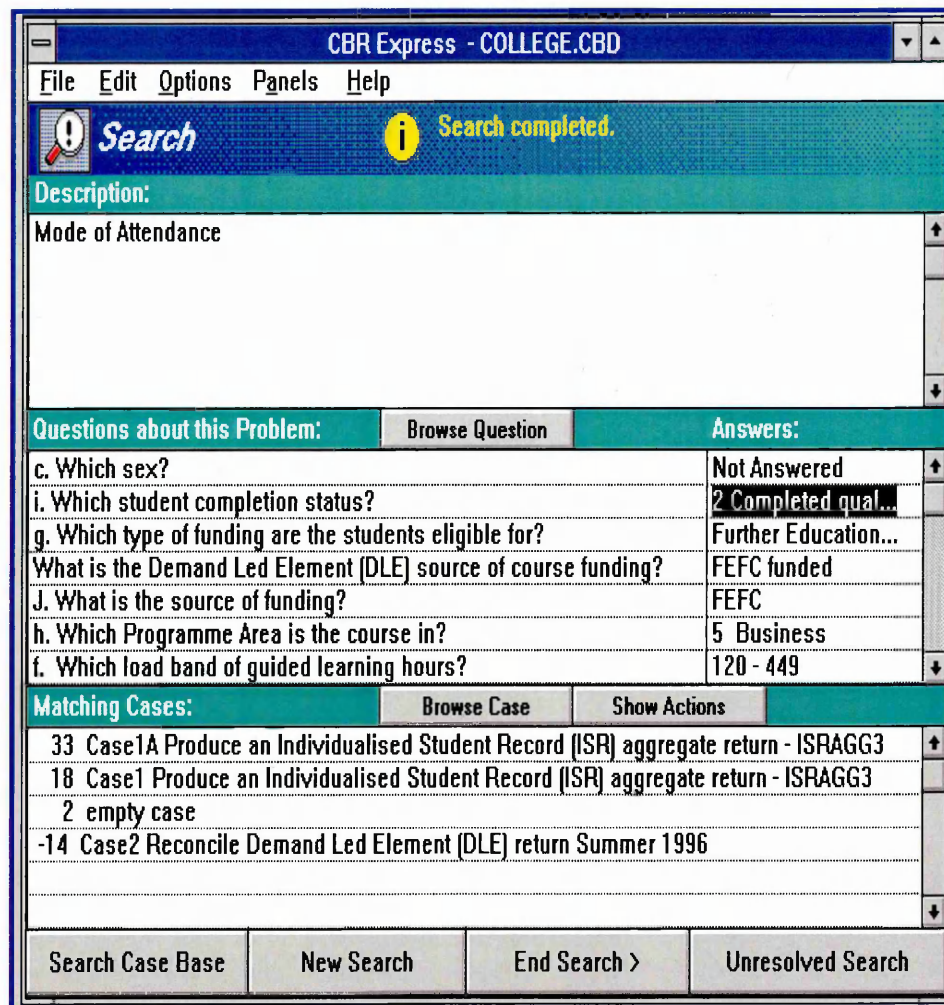 CBR Express - COLLEGE.CBD
File Edit Options Panels Help
Search
i Search completed.
Description:
Mode of Attendance
Questions about this Problem: Browse Question Answers:
c. Which sex? Not Answered
i. Which student completion status? 2 Completed qual...
g. Which type of funding are the students eligible for? Further Education...
What is the Demand Led Element (DLE) source of course funding? FEFC funded
J. What is the source of funding? FEFC
h. Which Programme Area is the course in? 5 Business
f. Which load band of guided learning hours? 120 - 449
Matching Cases: Browse Case Show Actions
33 Case1A Produce an Individualised Student Record (ISR) aggregate return - ISRAGG3
18 Case1 Produce an Individualised Student Record (ISR) aggregate return - ISRAGG3
2 empty case
-14 Case2 Reconcile Demand Led Element (DLE) return Summer 1996
Search Case Base New Search End Search > Unresolved Search